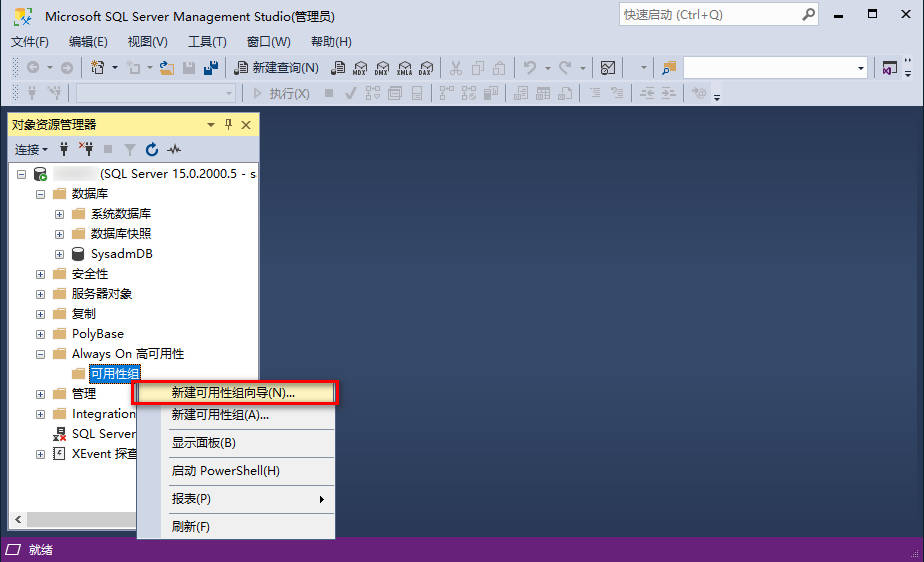 Microsoft SQL Server Management Studio(管理员)
快速启动 (Ctrl+Q)
文件(F) 编辑(E) 视图(V) 工具(T) 窗口(W) 帮助(H)
新建查询(N) MDX DMX XMLA DAX
执行(X)
对象资源管理器
连接
(SQL Server 15.0.2000.5 - s
数据库
系统数据库
数据库快照
SysadmDB
安全性
服务器对象
复制
PolyBase
Always On 高可用性
可用性组
管理
Integration
SQL Server
XEvent 探查
新建可用性组向导(N)...
新建可用性组(A)...
显示面板(B)
启动 PowerShell(H)
报表(P)
刷新(F)
就绪